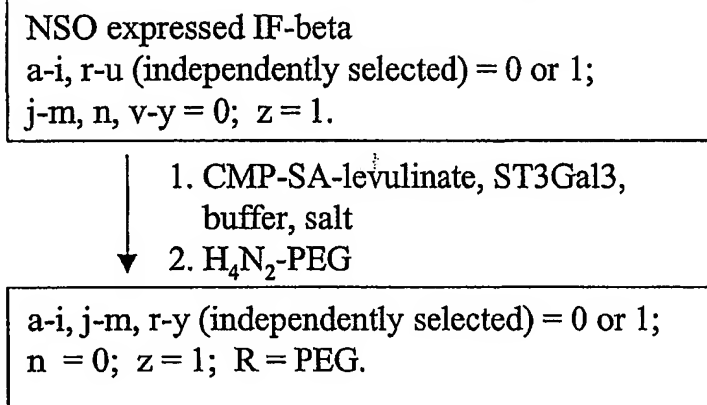 NSO expressed IF-beta
a-i, r-u (independently selected) = 0 or 1;
j-m, n, v-y = 0; z = 1.
1. CMP-SA-levulinate, ST3Gal3,
buffer, salt
2. H₄N₂-PEG
a-i, j-m, r-y (independently selected) = 0 or 1;
n = 0; z = 1; R = PEG.